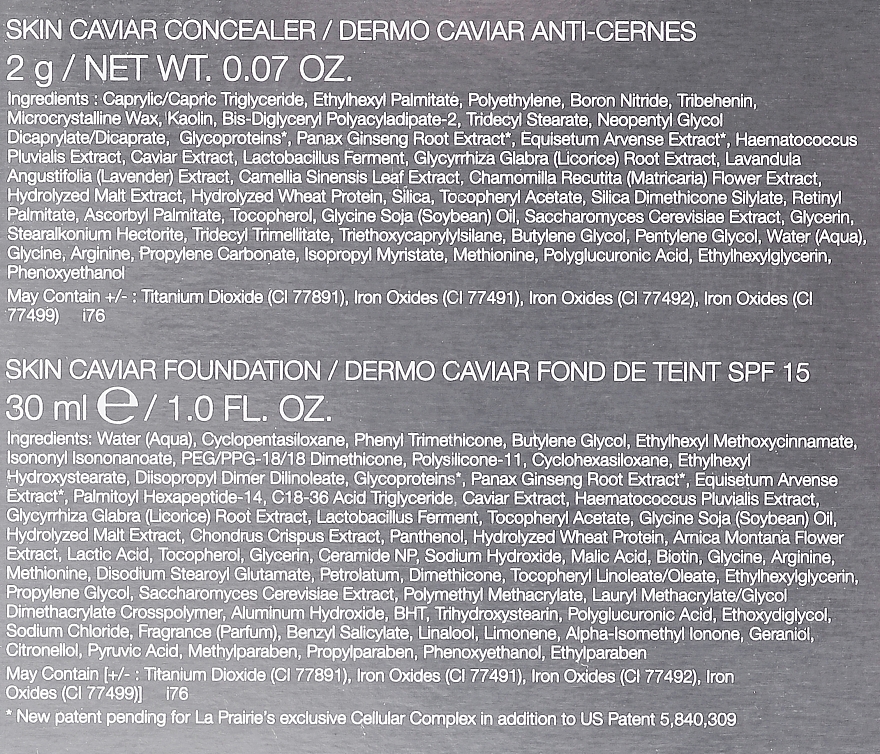 SKIN CAVIAR CONCEALER / DERMO CAVIAR ANTI-CERNES
2 g / NET WT. 0.07 OZ.
Ingredients : Caprylic/Capric Triglyceride, Ethylhexyl Palmitate, Polyethylene, Boron Nitride, Tribehenin,
Microcrystalline Wax, Kaolin, Bis-Diglyceryl Polyacyladipate-2, Tridecyl Stearate, Neopentyl Glycol
Dicaprylate/Dicaprate, Glycoproteins*, Panax Ginseng Root Extract*, Equisetum Arvense Extract*, Haematococcus
Pluvialis Extract, Caviar Extract, Lactobacillus Ferment, Glycyrrhiza Glabra (Licorice) Root Extract, Lavandula
Angustifolia (Lavender) Extract, Camellia Sinensis Leaf Extract, Chamomilla Recutita (Matricaria) Flower Extract,
Hydrolyzed Malt Extract, Hydrolyzed Wheat Protein, Silica, Tocopheryl Acetate, Silica Dimethicone Silylate, Retinyl
Palmitate, Ascorbyl Palmitate, Tocopherol, Glycine Soja (Soybean) Oil, Saccharomyces Cerevisiae Extract, Glycerin,
Stearalkonium Hectorite, Tridecyl Trimellitate, Triethoxycaprylylsilane, Butylene Glycol, Pentylene Glycol, Water (Aqua),
Glycine, Arginine, Propylene Carbonate, Isopropyl Myristate, Methionine, Polyglucuronic Acid, Ethylhexylglycerin,
Phenoxyethanol
May Contain +/- : Titanium Dioxide (CI 77891), Iron Oxides (CI 77491), Iron Oxides (CI 77492), Iron Oxides (CI
77499) i76
SKIN CAVIAR FOUNDATION / DERMO CAVIAR FOND DE TEINT SPF 15
30 ml ℮ / 1.0 FL. OZ.
Ingredients: Water (Aqua), Cyclopentasiloxane, Phenyl Trimethicone, Butylene Glycol, Ethylhexyl Methoxycinnamate,
Isononyl Isononanoate, PEG/PPG-18/18 Dimethicone, Polysilicone-11, Cyclohexasiloxane, Ethylhexyl
Hydroxystearate, Diisopropyl Dimer Dilinoleate, Glycoproteins*, Panax Ginseng Root Extract*, Equisetum Arvense
Extract*, Palmitoyl Hexapeptide-14, C18-36 Acid Triglyceride, Caviar Extract, Haematococcus Pluvialis Extract,
Glycyrrhiza Glabra (Licorice) Root Extract, Lactobacillus Ferment, Tocopheryl Acetate, Glycine Soja (Soybean) Oil,
Hydrolyzed Malt Extract, Chondrus Crispus Extract, Panthenol, Hydrolyzed Wheat Protein, Arnica Montana Flower
Extract, Lactic Acid, Tocopherol, Glycerin, Ceramide NP, Sodium Hydroxide, Malic Acid, Biotin, Glycine, Arginine,
Methionine, Disodium Stearoyl Glutamate, Petrolatum, Dimethicone, Tocopheryl Linoleate/Oleate, Ethylhexylglycerin,
Propylene Glycol, Saccharomyces Cerevisiae Extract, Polymethyl Methacrylate, Lauryl Methacrylate/Glycol
Dimethacrylate Crosspolymer, Aluminum Hydroxide, BHT, Trihydroxystearin, Polyglucuronic Acid, Ethoxydiglycol,
Sodium Chloride, Fragrance (Parfum), Benzyl Salicylate, Linalool, Limonene, Alpha-Isomethyl Ionone, Geraniol,
Citronellol, Pyruvic Acid, Methylparaben, Propylparaben, Phenoxyethanol, Ethylparaben
May Contain [+/- : Titanium Dioxide (CI 77891), Iron Oxides (CI 77491), Iron Oxides (CI 77492), Iron
Oxides (CI 77499)] i76
* New patent pending for La Prairie's exclusive Cellular Complex in addition to US Patent 5,840,309